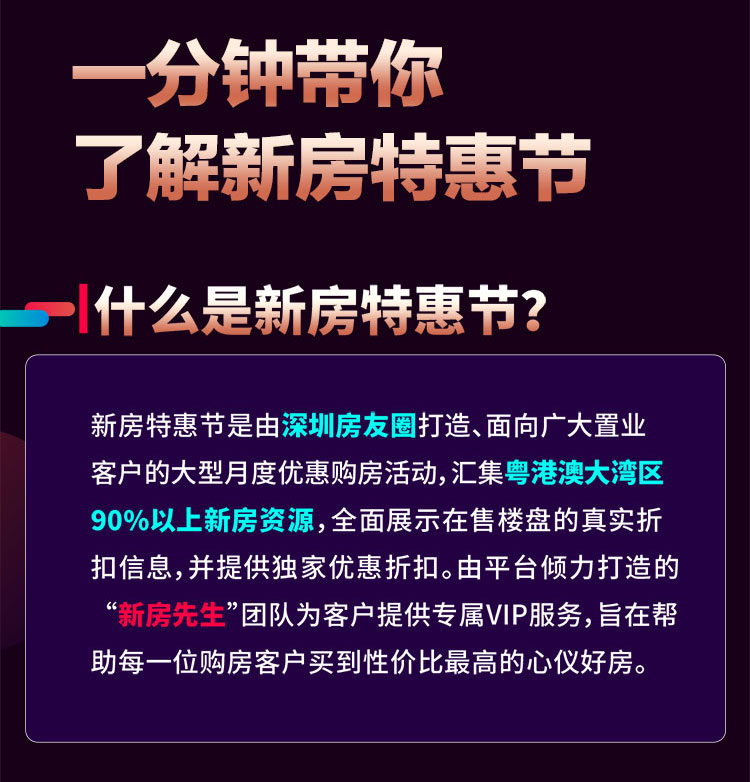 一分钟带你
了解新房特惠节
什么是新房特惠节？
新房特惠节是由深圳房友圈打造、面向广大置业
客户的大型月度优惠购房活动，汇集粤港澳大湾区
90%以上新房资源，全面展示在售楼盘的真实折
扣信息，并提供独家优惠折扣。由平台倾力打造的
“新房先生”团队为客户提供专属VIP服务，旨在帮
助每一位购房客户买到性价比最高的心仪好房。